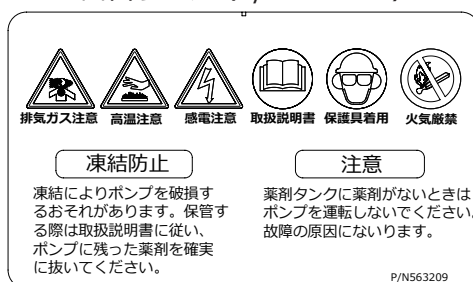 排気ガス注意 高温注意 感電注意 取扱説明書 保護具着用 火気厳禁
凍結防止
凍結によりポンプを破損す
るおそれがあります。保管す
る際は取扱説明書に従い、
ポンプに残った薬剤を確実
に抜いてください。
注意
薬剤タンクに薬剤がないときは
ポンプを運転しないでください。
故障の原因にないります。
P/N563209